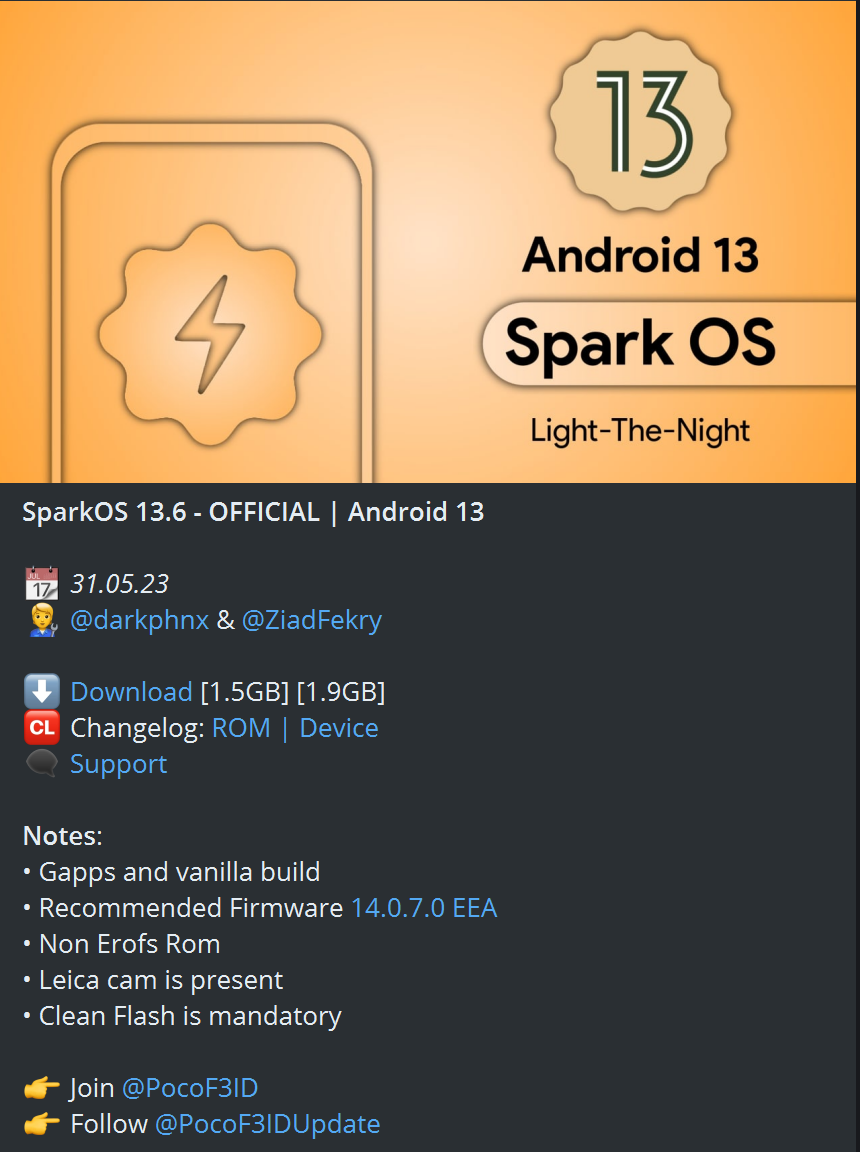 13
Android 13
Spark OS
Light-The-Night
SparkOS 13.6 - OFFICIAL | Android 13
JUL 17 31.05.23
@darkphnx & @ZiadFekry
Download [1.5GB] [1.9GB]
CL Changelog: ROM | Device
Support
Notes:
• Gapps and vanilla build
• Recommended Firmware 14.0.7.0 EEA
• Non Erofs Rom
• Leica cam is present
• Clean Flash is mandatory
Join @PocoF3ID
Follow @PocoF3IDUpdate